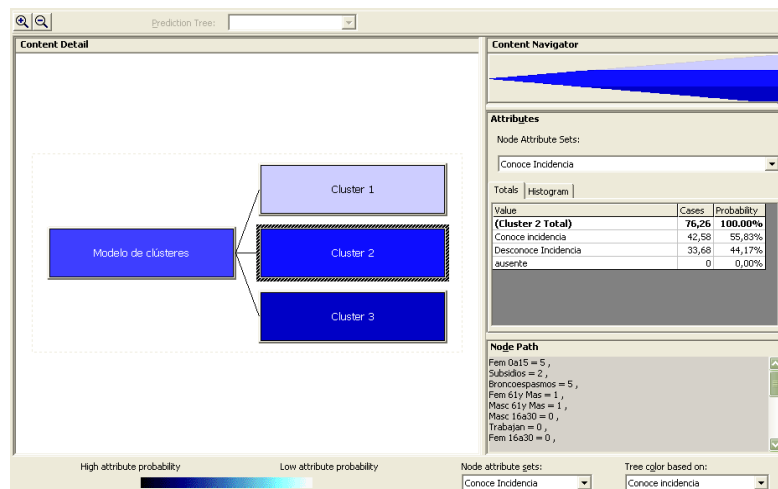 Prediction Tree:
Content Detail
Modelo de clústeres
Cluster 1
Cluster 2
Cluster 3
Content Navigator
Attributes
Node Attribute Sets:
Conoce Incidencia
Totals Histogram
Value Cases Probability
(Cluster 2 Total) 76,26 100.00%
Conoce incidencia 42,58 55,83%
Desconoce Incidencia 33,68 44,17%
ausente 0 0,00%
Node Path
Fem 0a15 = 5 ,
Subsidios = 2 ,
Broncoespasmos = 5 ,
Fem 61y Mas = 1 ,
Masc 61y Mas = 1 ,
Masc 16a30 = 0 ,
Trabajan = 0 ,
Fem 16a30 = 0 ,
High attribute probability Low attribute probability
Node attribute sets: Tree color based on:
Conoce Incidencia Conoce incidencia